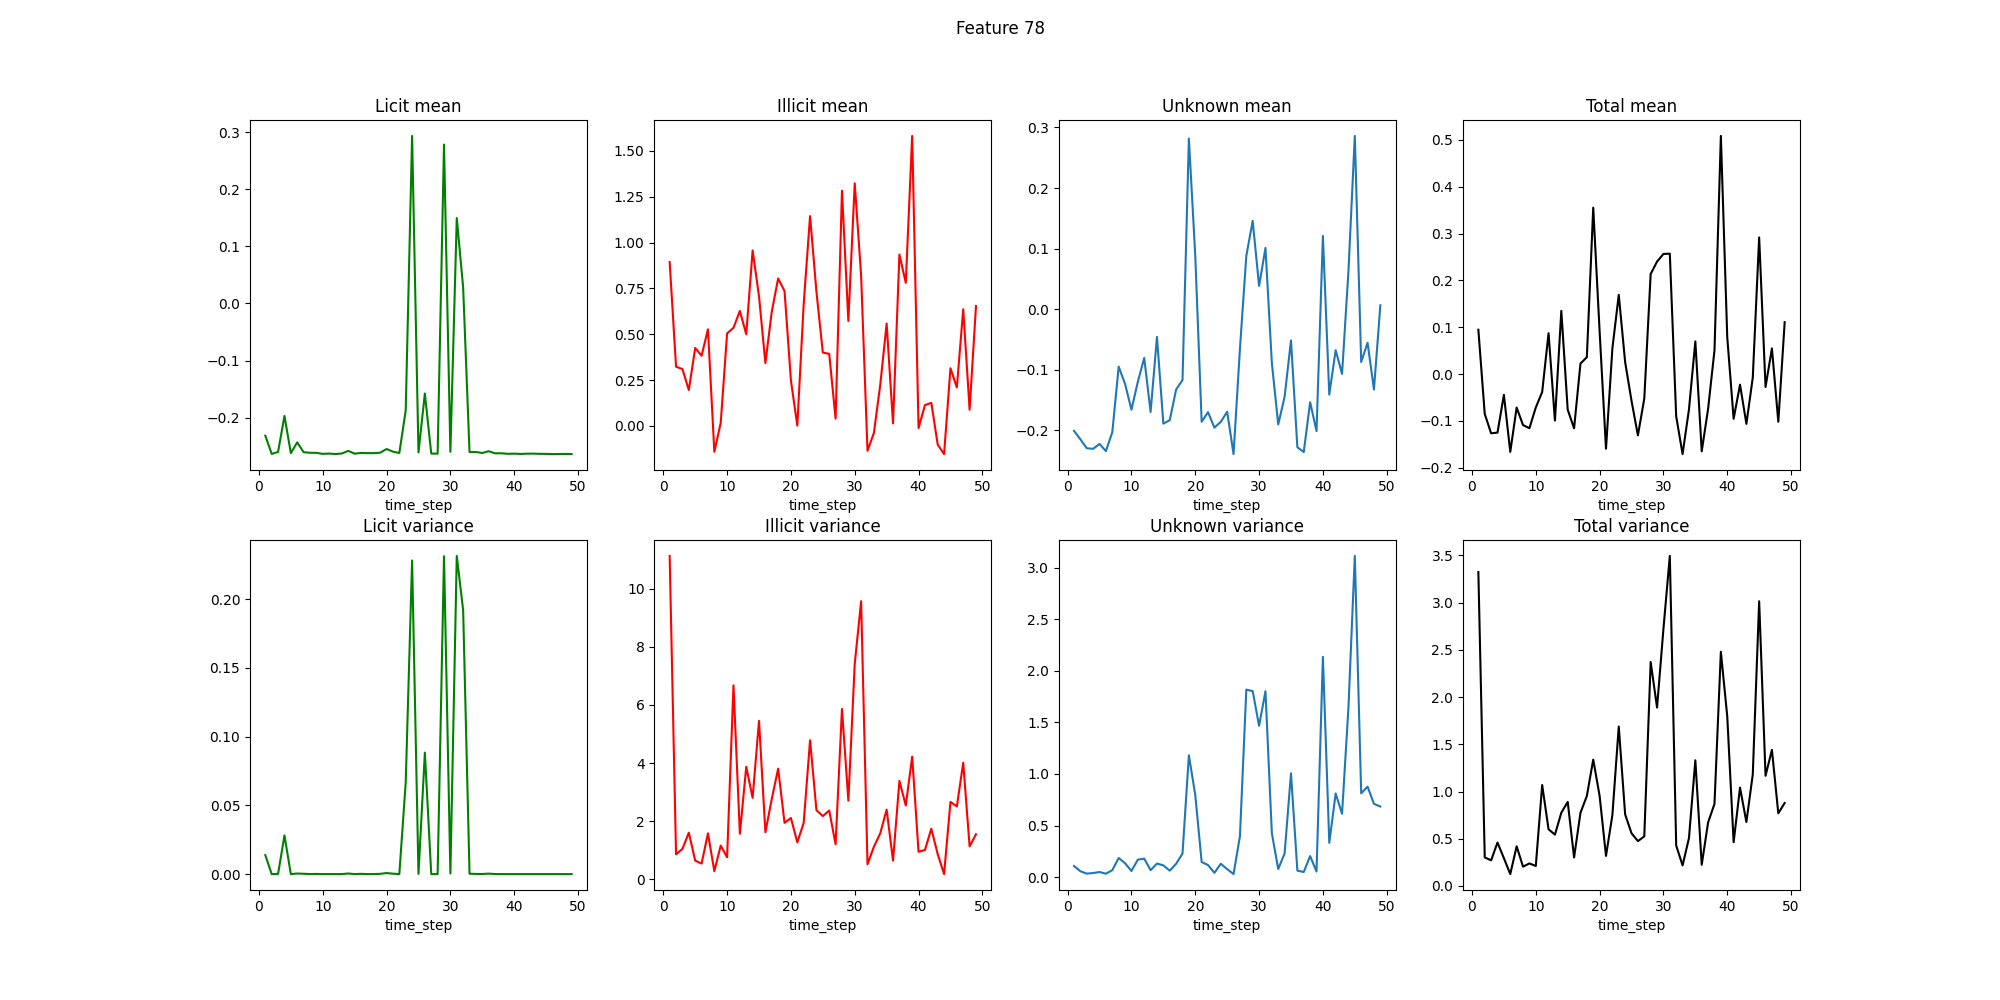 Feature 78
Licit mean
Illicit mean
Unknown mean
Total mean
0.3
0.2
0.1
0.0
−0.1
−0.2
0 10 20 30 40 50
time_step
1.50
1.25
1.00
0.75
0.50
0.25
0.00
0 10 20 30 40 50
time_step
0.3
0.2
0.1
0.0
−0.1
−0.2
0 10 20 30 40 50
time_step
0.5
0.4
0.3
0.2
0.1
0.0
−0.1
−0.2
0 10 20 30 40 50
time_step
Licit variance
Illicit variance
Unknown variance
Total variance
0.20
0.15
0.10
0.05
0.00
0 10 20 30 40 50
time_step
10
8
6
4
2
0
0 10 20 30 40 50
time_step
3.0
2.5
2.0
1.5
1.0
0.5
0.0
0 10 20 30 40 50
time_step
3.5
3.0
2.5
2.0
1.5
1.0
0.5
0.0
0 10 20 30 40 50
time_step